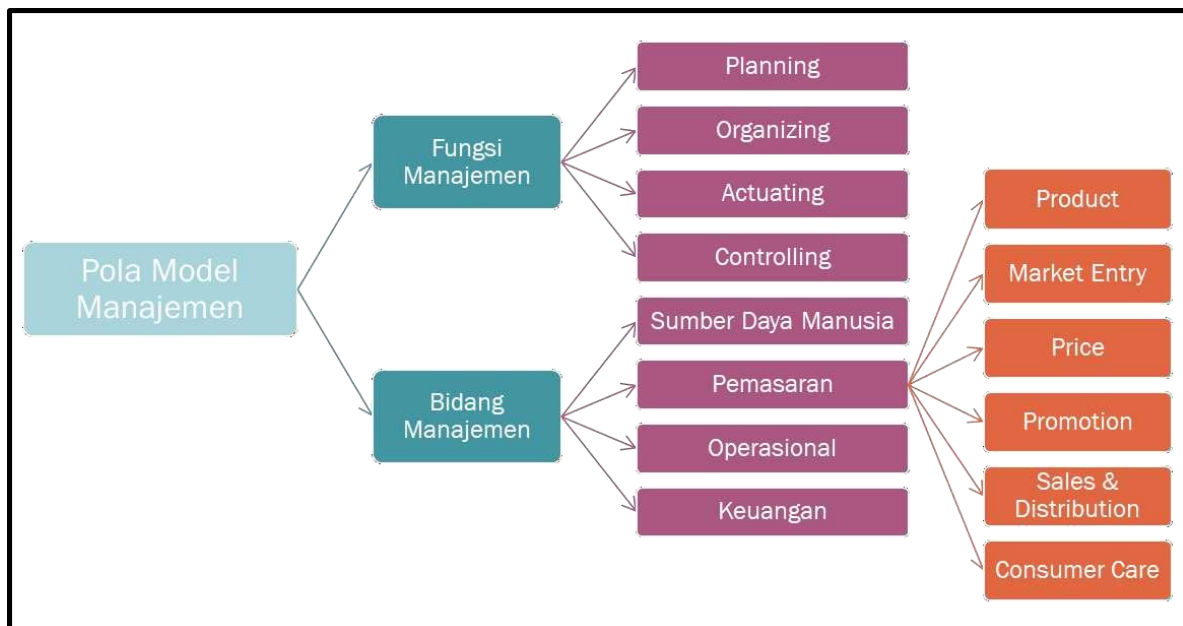 Pola Model
Manajemen
Fungsi
Manajemen
Bidang
Manajemen
Planning
Organizing
Actuating
Controlling
Sumber Daya Manusia
Pemasaran
Operasional
Keuangan
Product
Market Entry
Price
Promotion
Sales &
Distribution
Consumer Care